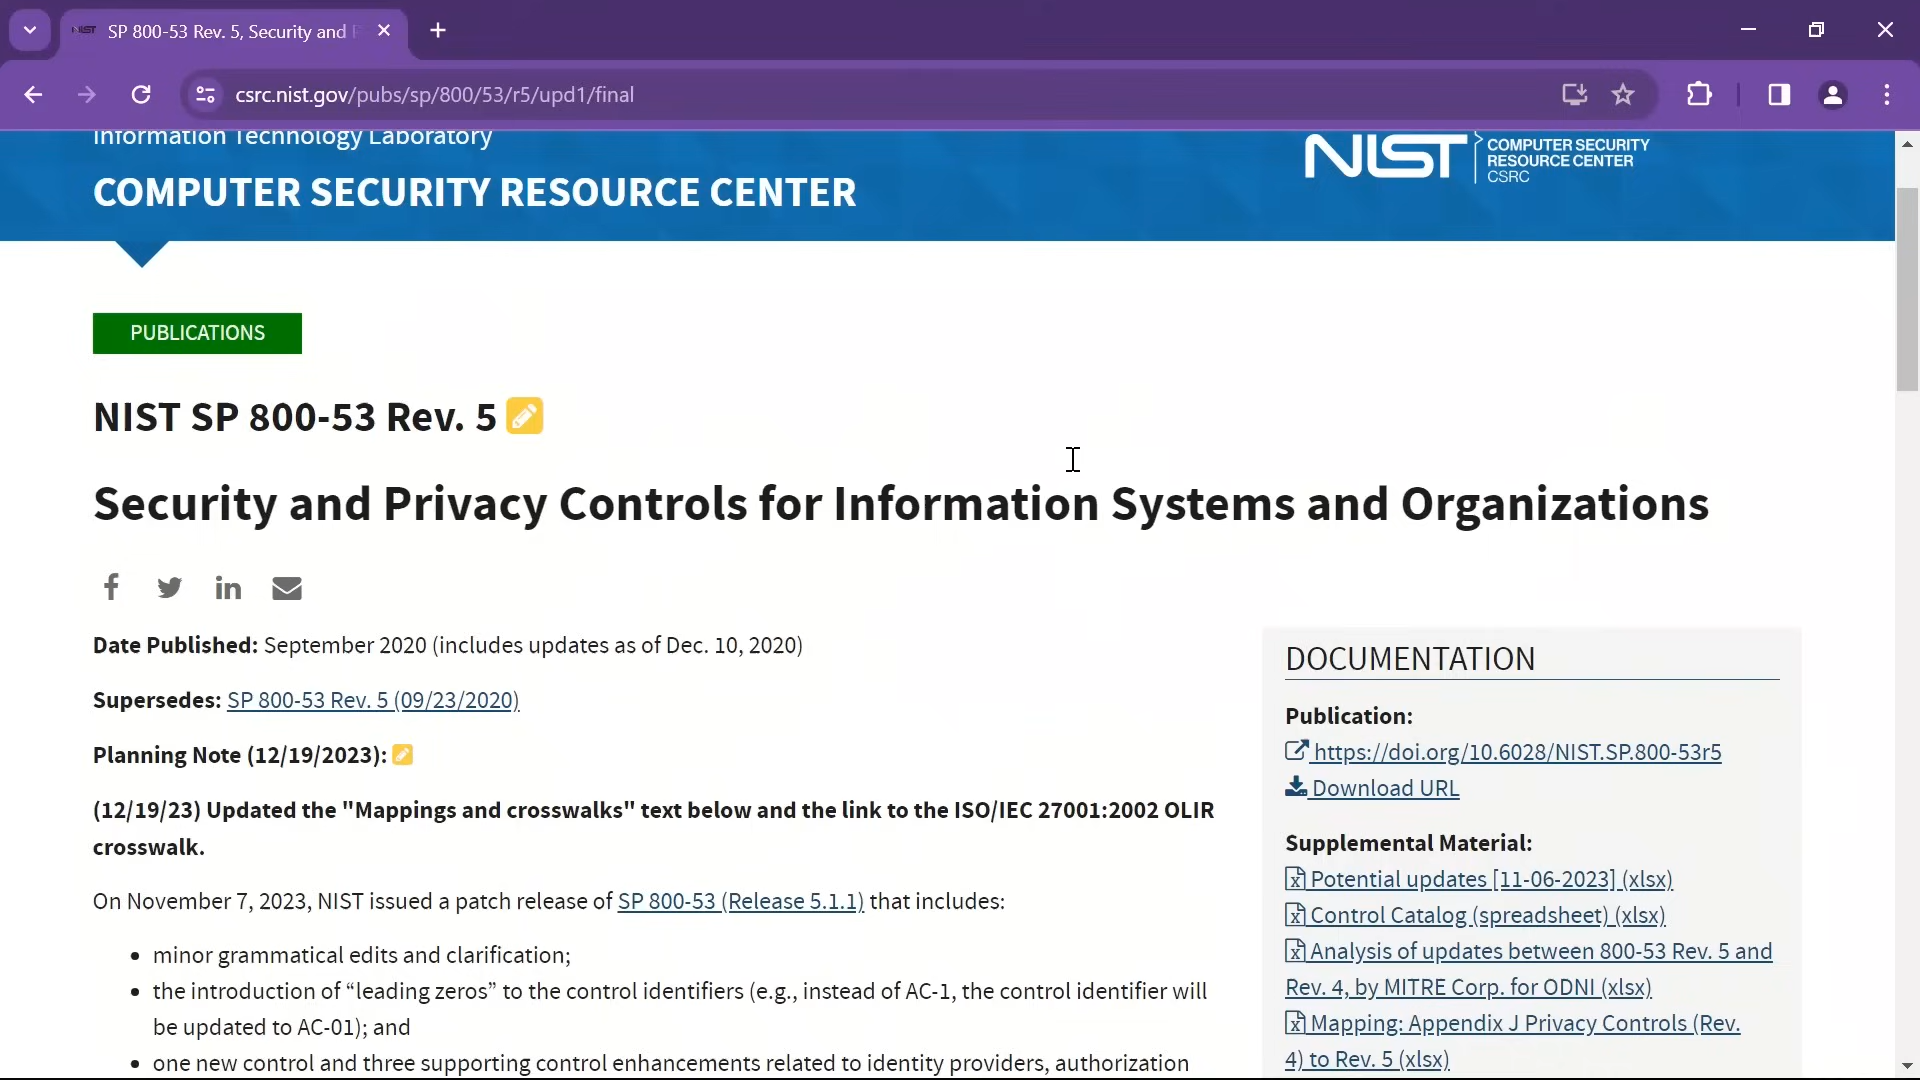 SP 800-53 Rev. 5, Security and
csrc.nist.gov/pubs/sp/800/53/r5/upd1/final
Information Technology Laboratory
COMPUTER SECURITY RESOURCE CENTER
NIST
COMPUTER SECURITY
RESOURCE CENTER
CSRC
PUBLICATIONS
NIST SP 800-53 Rev. 5
Security and Privacy Controls for Information Systems and Organizations
Date Published: September 2020 (includes updates as of Dec. 10, 2020)
Supersedes: SP 800-53 Rev. 5 (09/23/2020)
Planning Note (12/19/2023):
(12/19/23) Updated the "Mappings and crosswalks" text below and the link to the ISO/IEC 27001:2002 OLIR
crosswalk.
On November 7, 2023, NIST issued a patch release of SP 800-53 (Release 5.1.1) that includes:
• minor grammatical edits and clarification;
• the introduction of “leading zeros” to the control identifiers (e.g., instead of AC-1, the control identifier will
be updated to AC-01); and
• one new control and three supporting control enhancements related to identity providers, authorization
DOCUMENTATION
Publication:
https://doi.org/10.6028/NIST.SP.800-53r5
Download URL
Supplemental Material:
Potential updates [11-06-2023] (xlsx)
Control Catalog (spreadsheet) (xlsx)
Analysis of updates between 800-53 Rev. 5 and
Rev. 4, by MITRE Corp. for ODNI (xlsx)
Mapping: Appendix J Privacy Controls (Rev.
4) to Rev. 5 (xlsx)